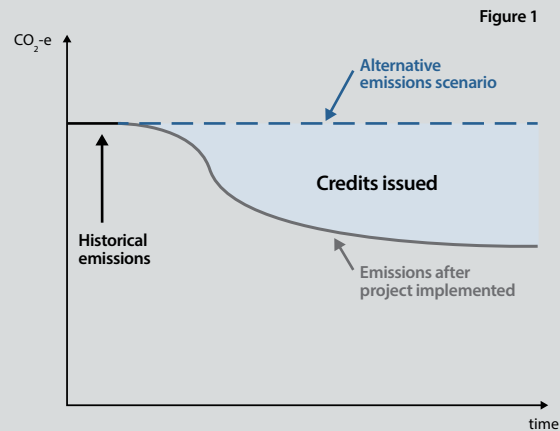 Figure 1
CO₂-e
Alternative
emissions scenario
Credits issued
Historical
emissions
Emissions after
project implemented
time